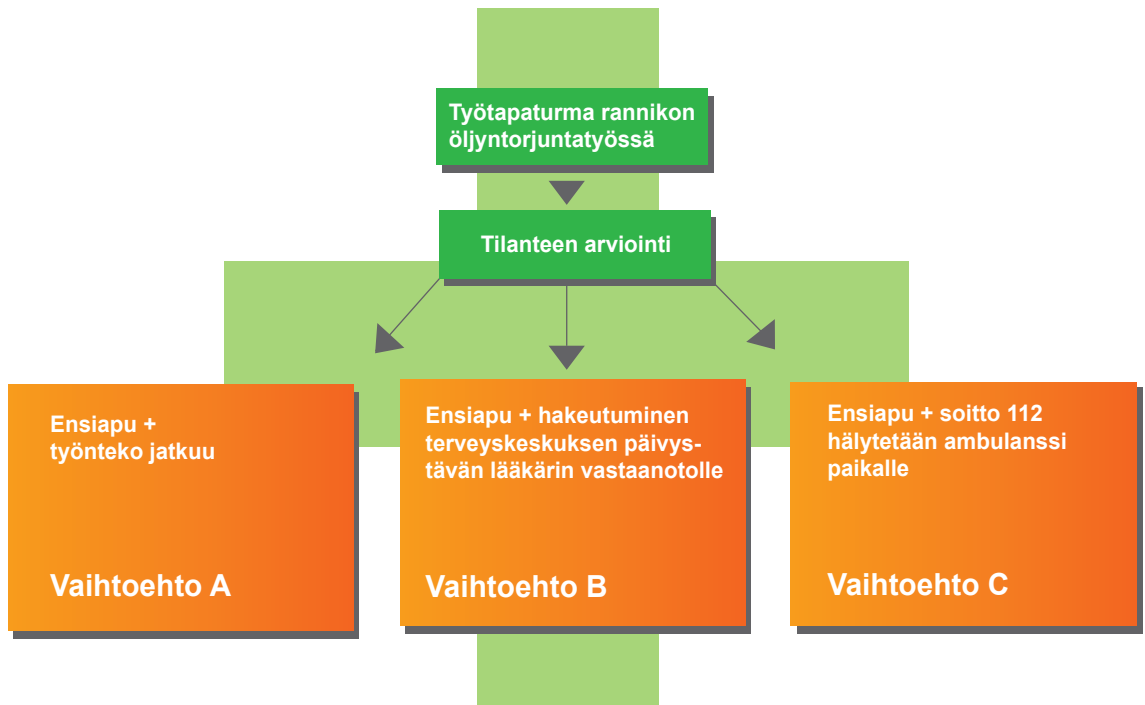 Työtapaturma rannikon
öljyntorjuntatyössä
Tilanteen arviointi
Ensiapu +
työnteko jatkuu
Vaihtoehto A
Ensiapu + hakeutuminen
terveyskeskuksen päivys-
tävän lääkärin vastaanotolle
Vaihtoehto B
Ensiapu + soitto 112
hälytetään ambulanssi
paikalle
Vaihtoehto C